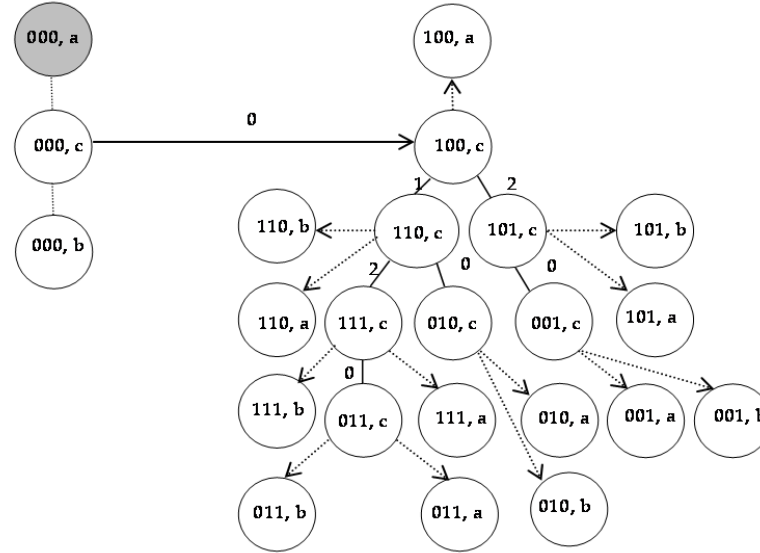 000, a
100, a
0
000, c
100, c
1
2
110, b
110, c
101, c
101, b
000, b
2
0
0
110, a
111, c
010, c
001, c
101, a
0
111, b
011, c
111, a
010, a
001, a
001, b
011, b
011, a
010, b